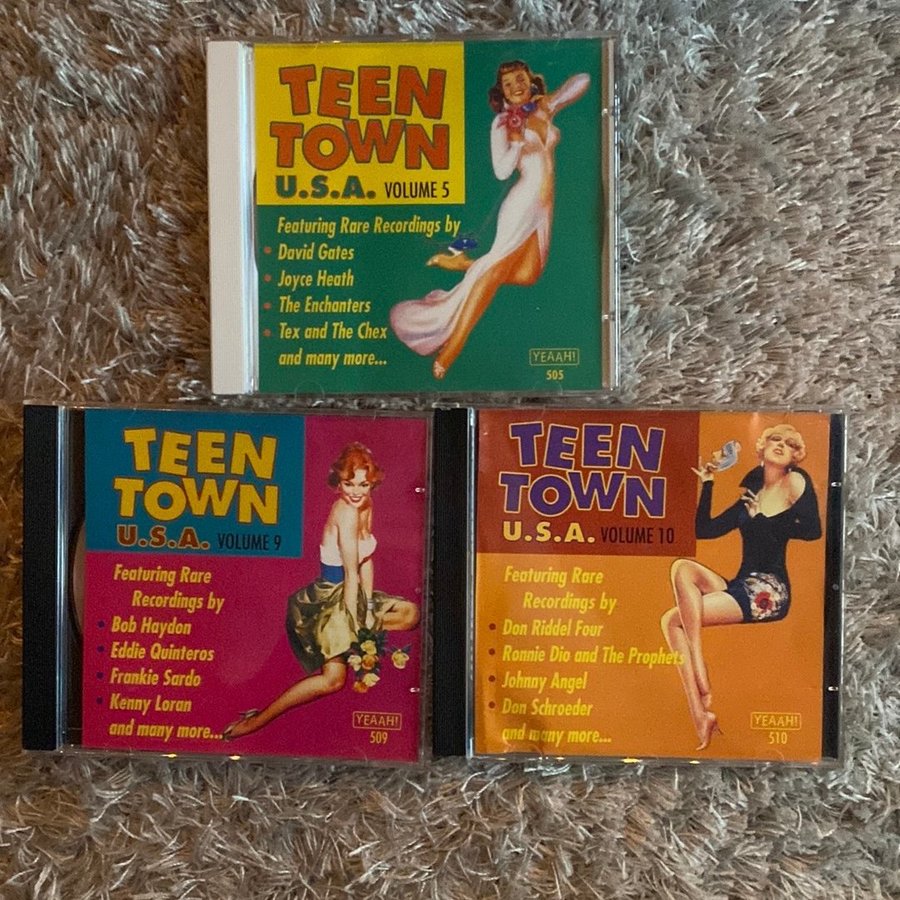 TEEN
TOWN
U.S.A. VOLUME 5
Featuring Rare Recordings by
• David Gates
• Joyce Heath
• The Enchanters
• Tex and The Chex
and many more...
YEAAH!
505
TEEN
TOWN
U.S.A. VOLUME 9
Featuring Rare
Recordings by
• Bob Haydon
• Eddie Quinteros
• Frankie Sardo
• Kenny Loran
and many more...
YEAAH!
509
TEEN
TOWN
U.S.A. VOLUME 10
Featuring Rare
Recordings by
• Don Riddel Four
• Ronnie Dio and The Prophets
• Johnny Angel
• Don Schroeder
and many more...
YEAAH!
510